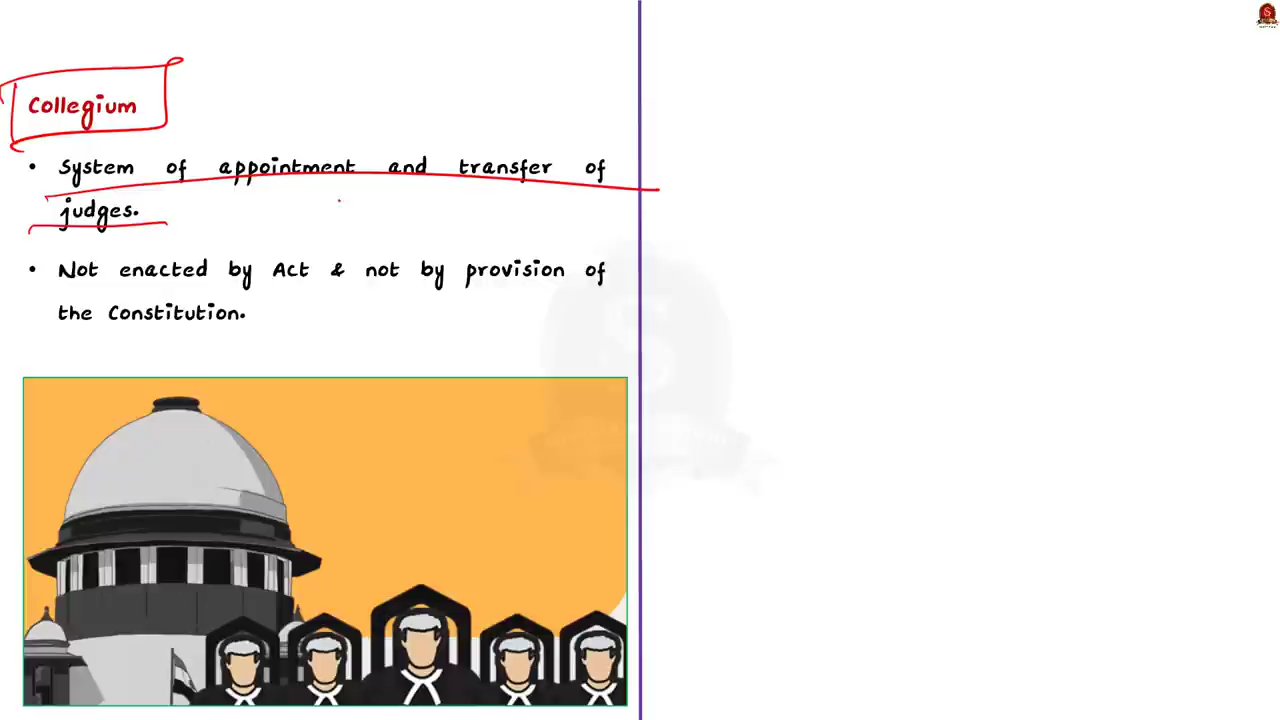 Collegium
• System of appointment and transfer of
judges.
• Not enacted by Act & not by provision of
the Constitution.